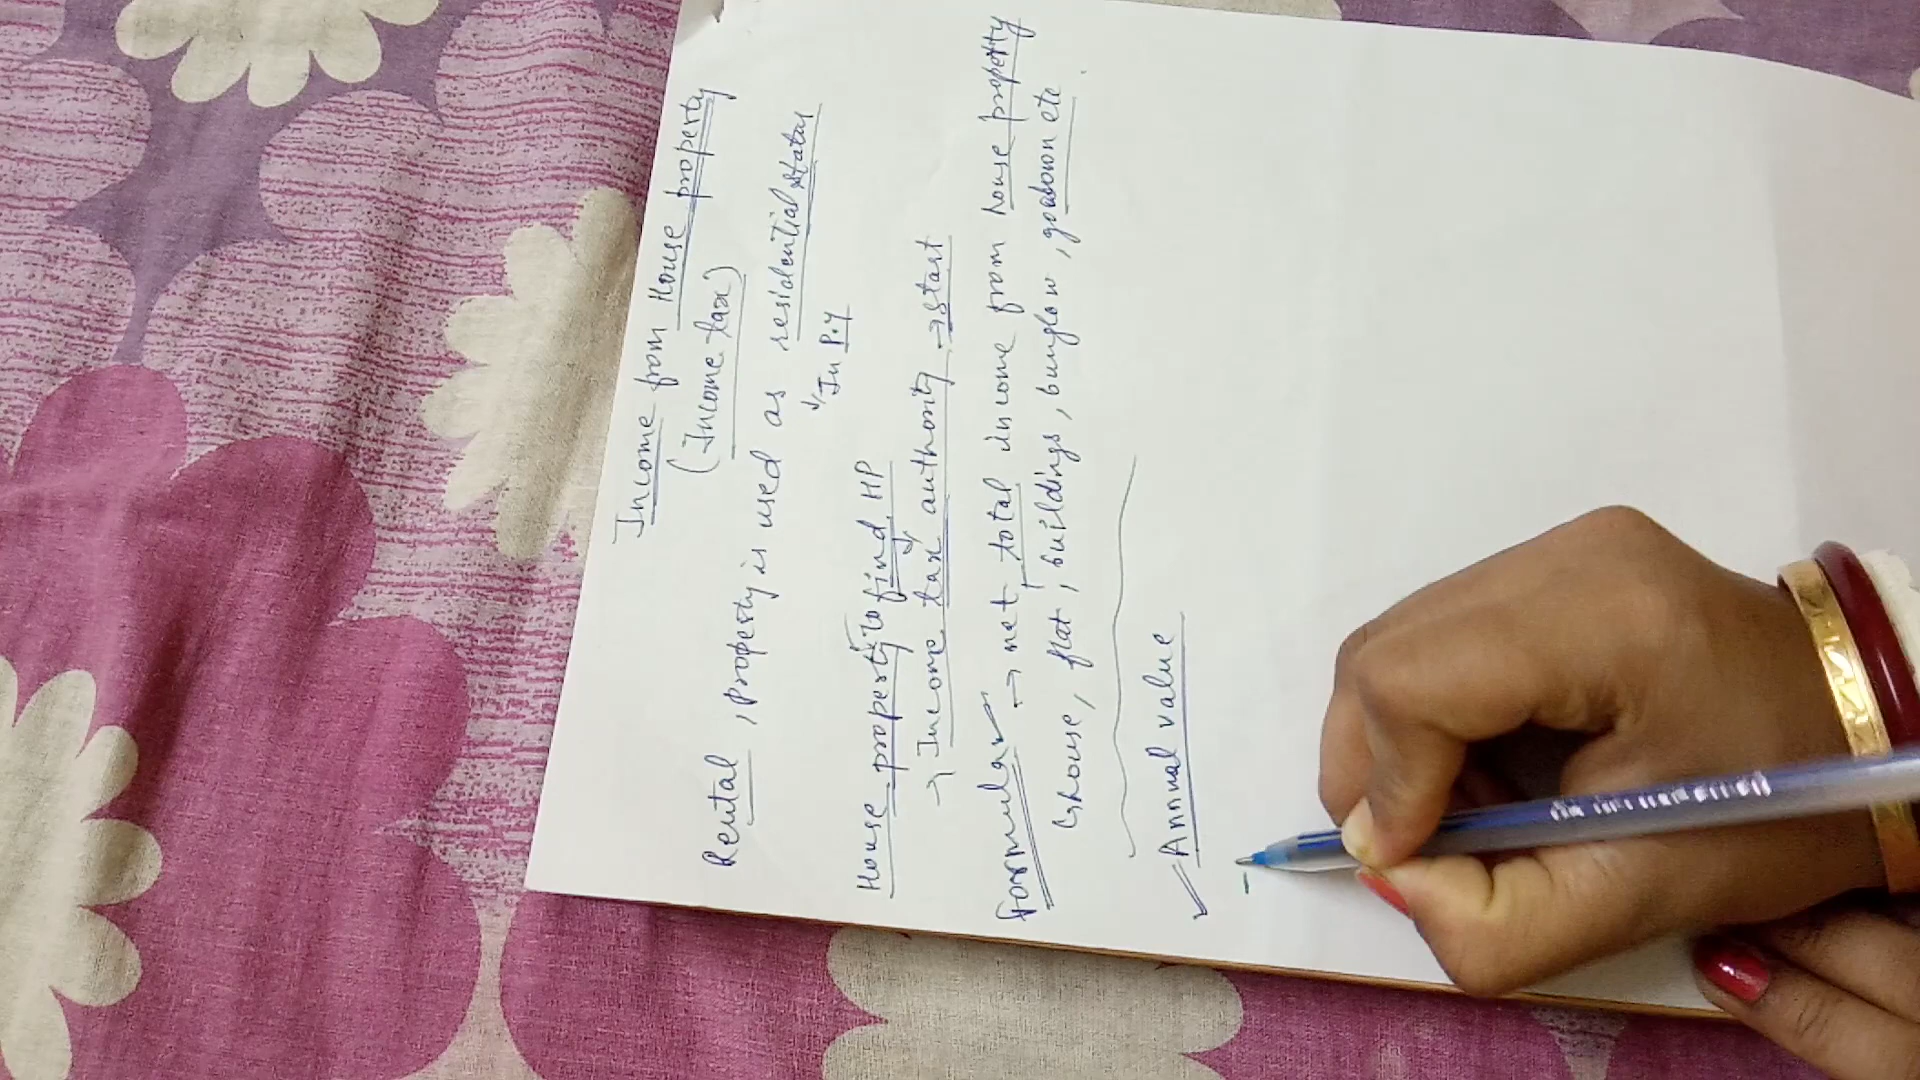 Income from House property
(Income tax)
Rental, property is used as residential status
↓ In P.Y
House property to find HP
→ Income tax authority → start
Formula → net total income from house property
↳ house, flat, buildings, bunglow, godown etc
✓ Annual value
-